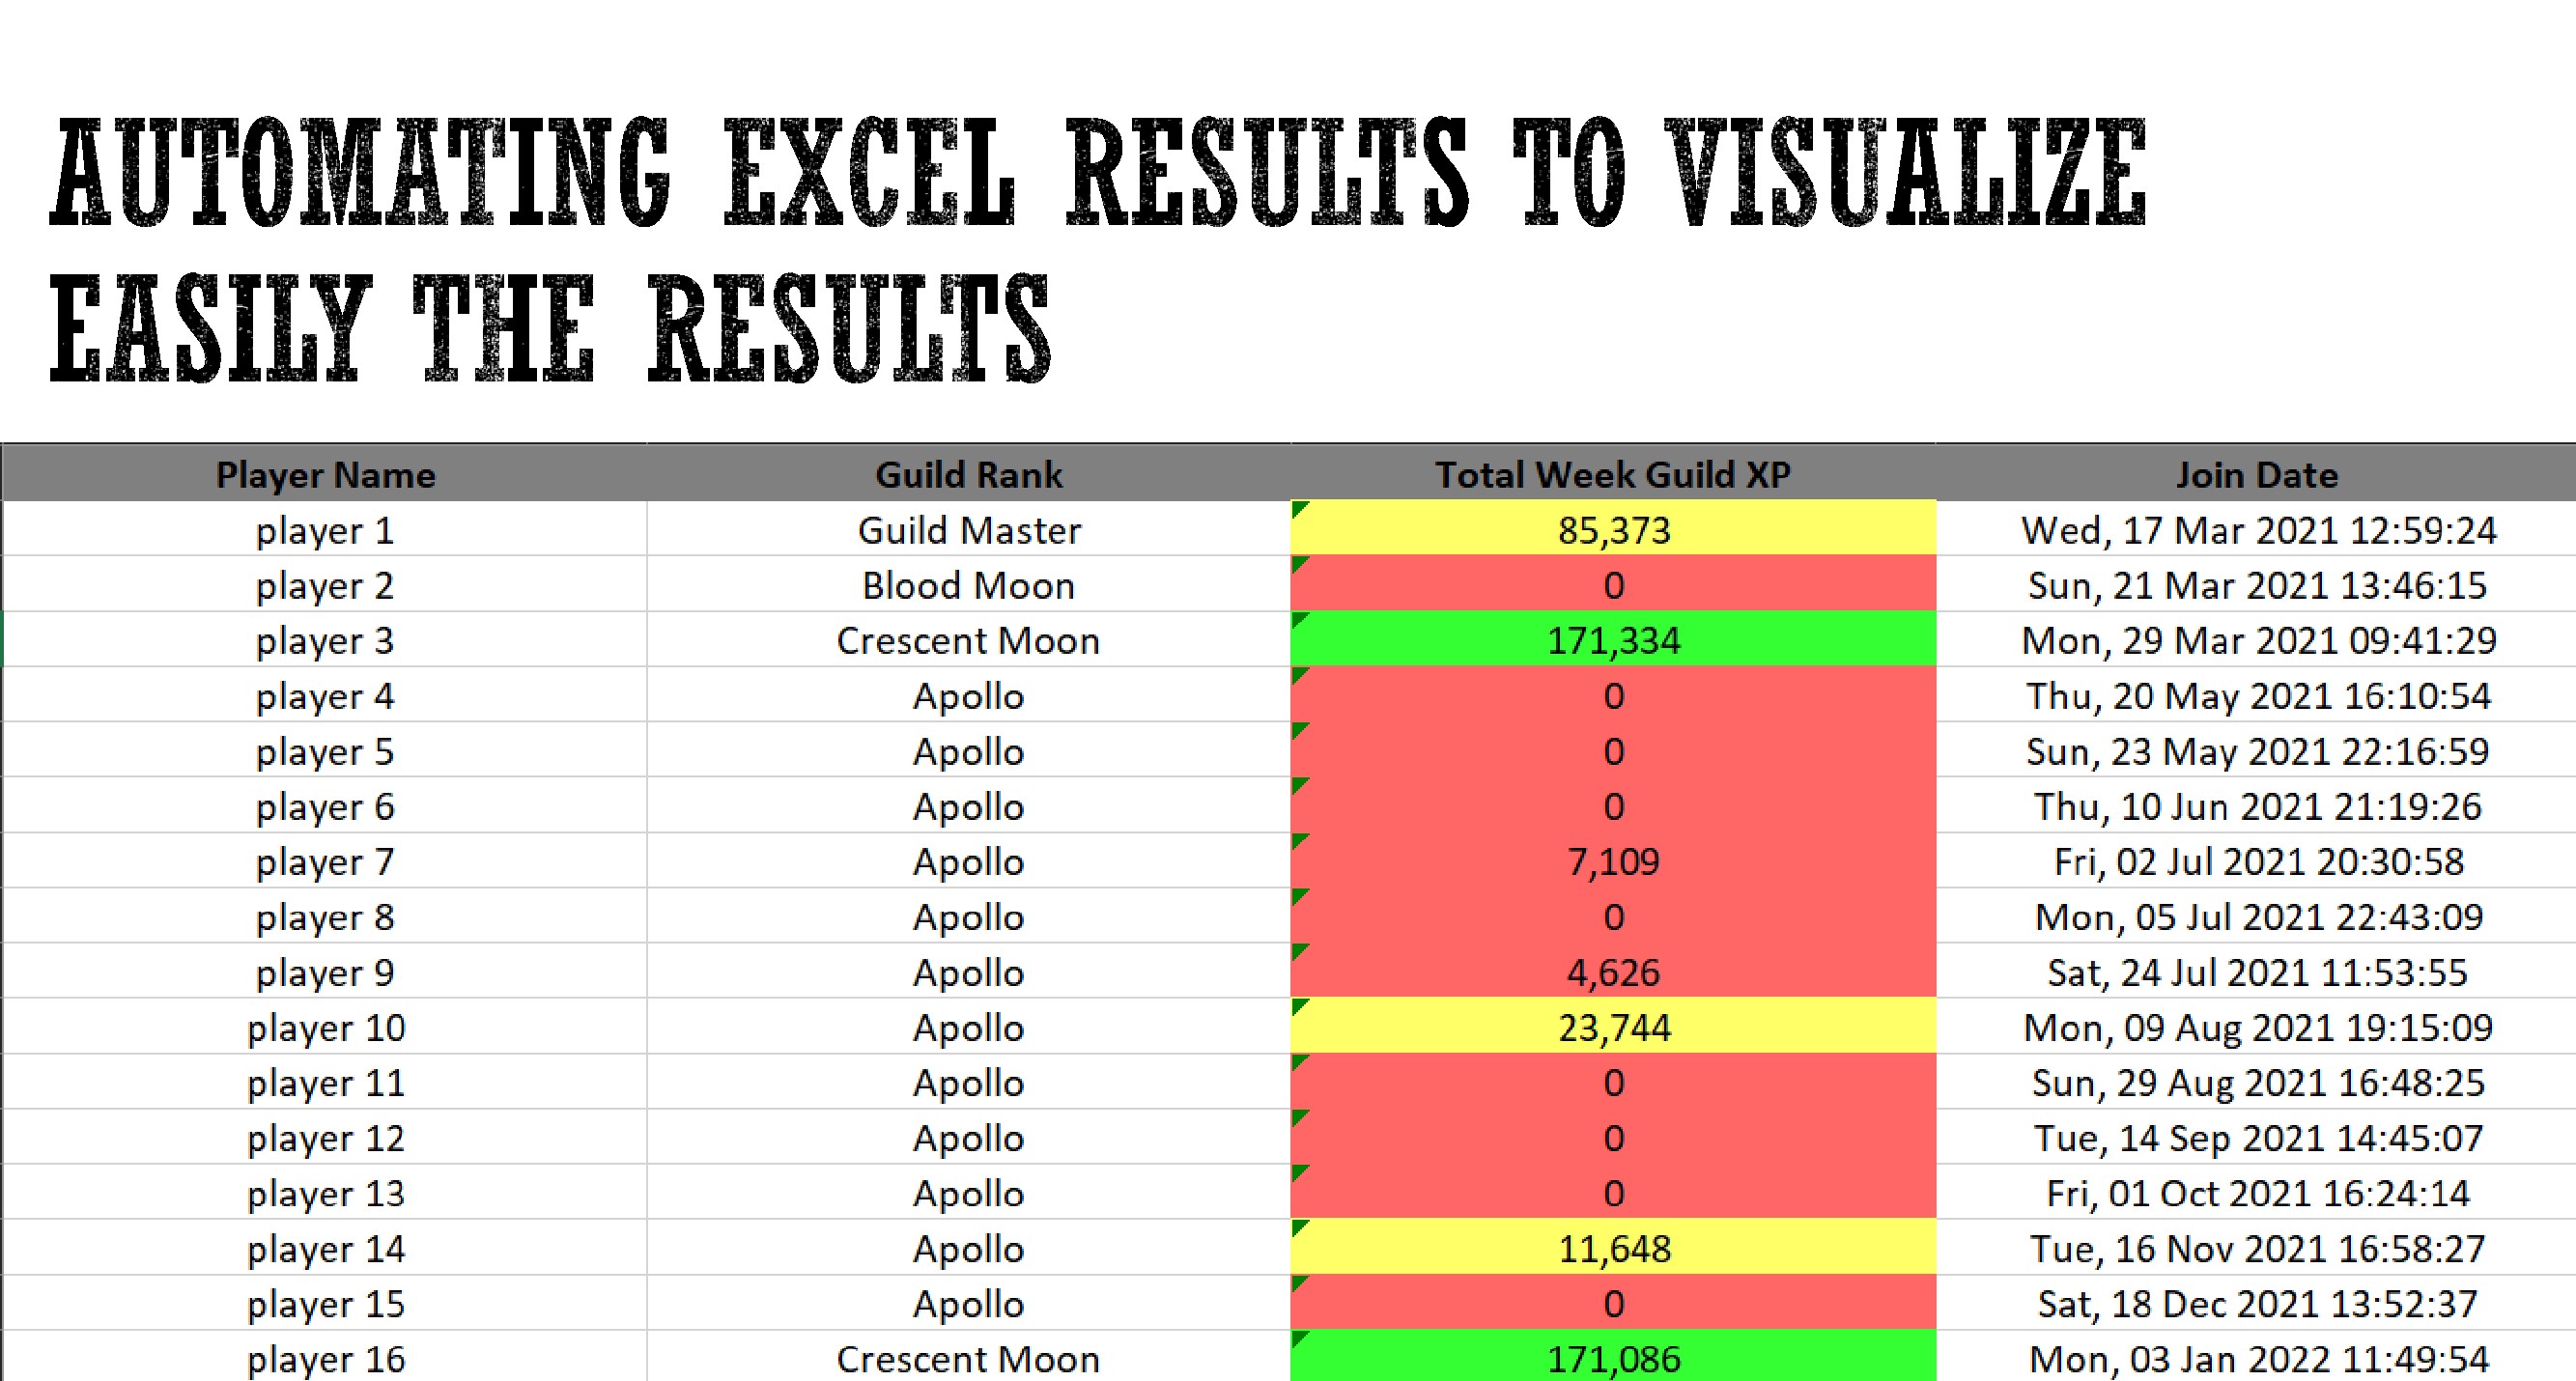 AUTOMATING EXCEL RESULTS TO VISUALIZE
EASILY THE RESULTS
Player Name Guild Rank Total Week Guild XP Join Date
player 1 Guild Master 85,373 Wed, 17 Mar 2021 12:59:24
player 2 Blood Moon 0 Sun, 21 Mar 2021 13:46:15
player 3 Crescent Moon 171,334 Mon, 29 Mar 2021 09:41:29
player 4 Apollo 0 Thu, 20 May 2021 16:10:54
player 5 Apollo 0 Sun, 23 May 2021 22:16:59
player 6 Apollo 0 Thu, 10 Jun 2021 21:19:26
player 7 Apollo 7,109 Fri, 02 Jul 2021 20:30:58
player 8 Apollo 0 Mon, 05 Jul 2021 22:43:09
player 9 Apollo 4,626 Sat, 24 Jul 2021 11:53:55
player 10 Apollo 23,744 Mon, 09 Aug 2021 19:15:09
player 11 Apollo 0 Sun, 29 Aug 2021 16:48:25
player 12 Apollo 0 Tue, 14 Sep 2021 14:45:07
player 13 Apollo 0 Fri, 01 Oct 2021 16:24:14
player 14 Apollo 11,648 Tue, 16 Nov 2021 16:58:27
player 15 Apollo 0 Sat, 18 Dec 2021 13:52:37
player 16 Crescent Moon 171,086 Mon, 03 Jan 2022 11:49:54